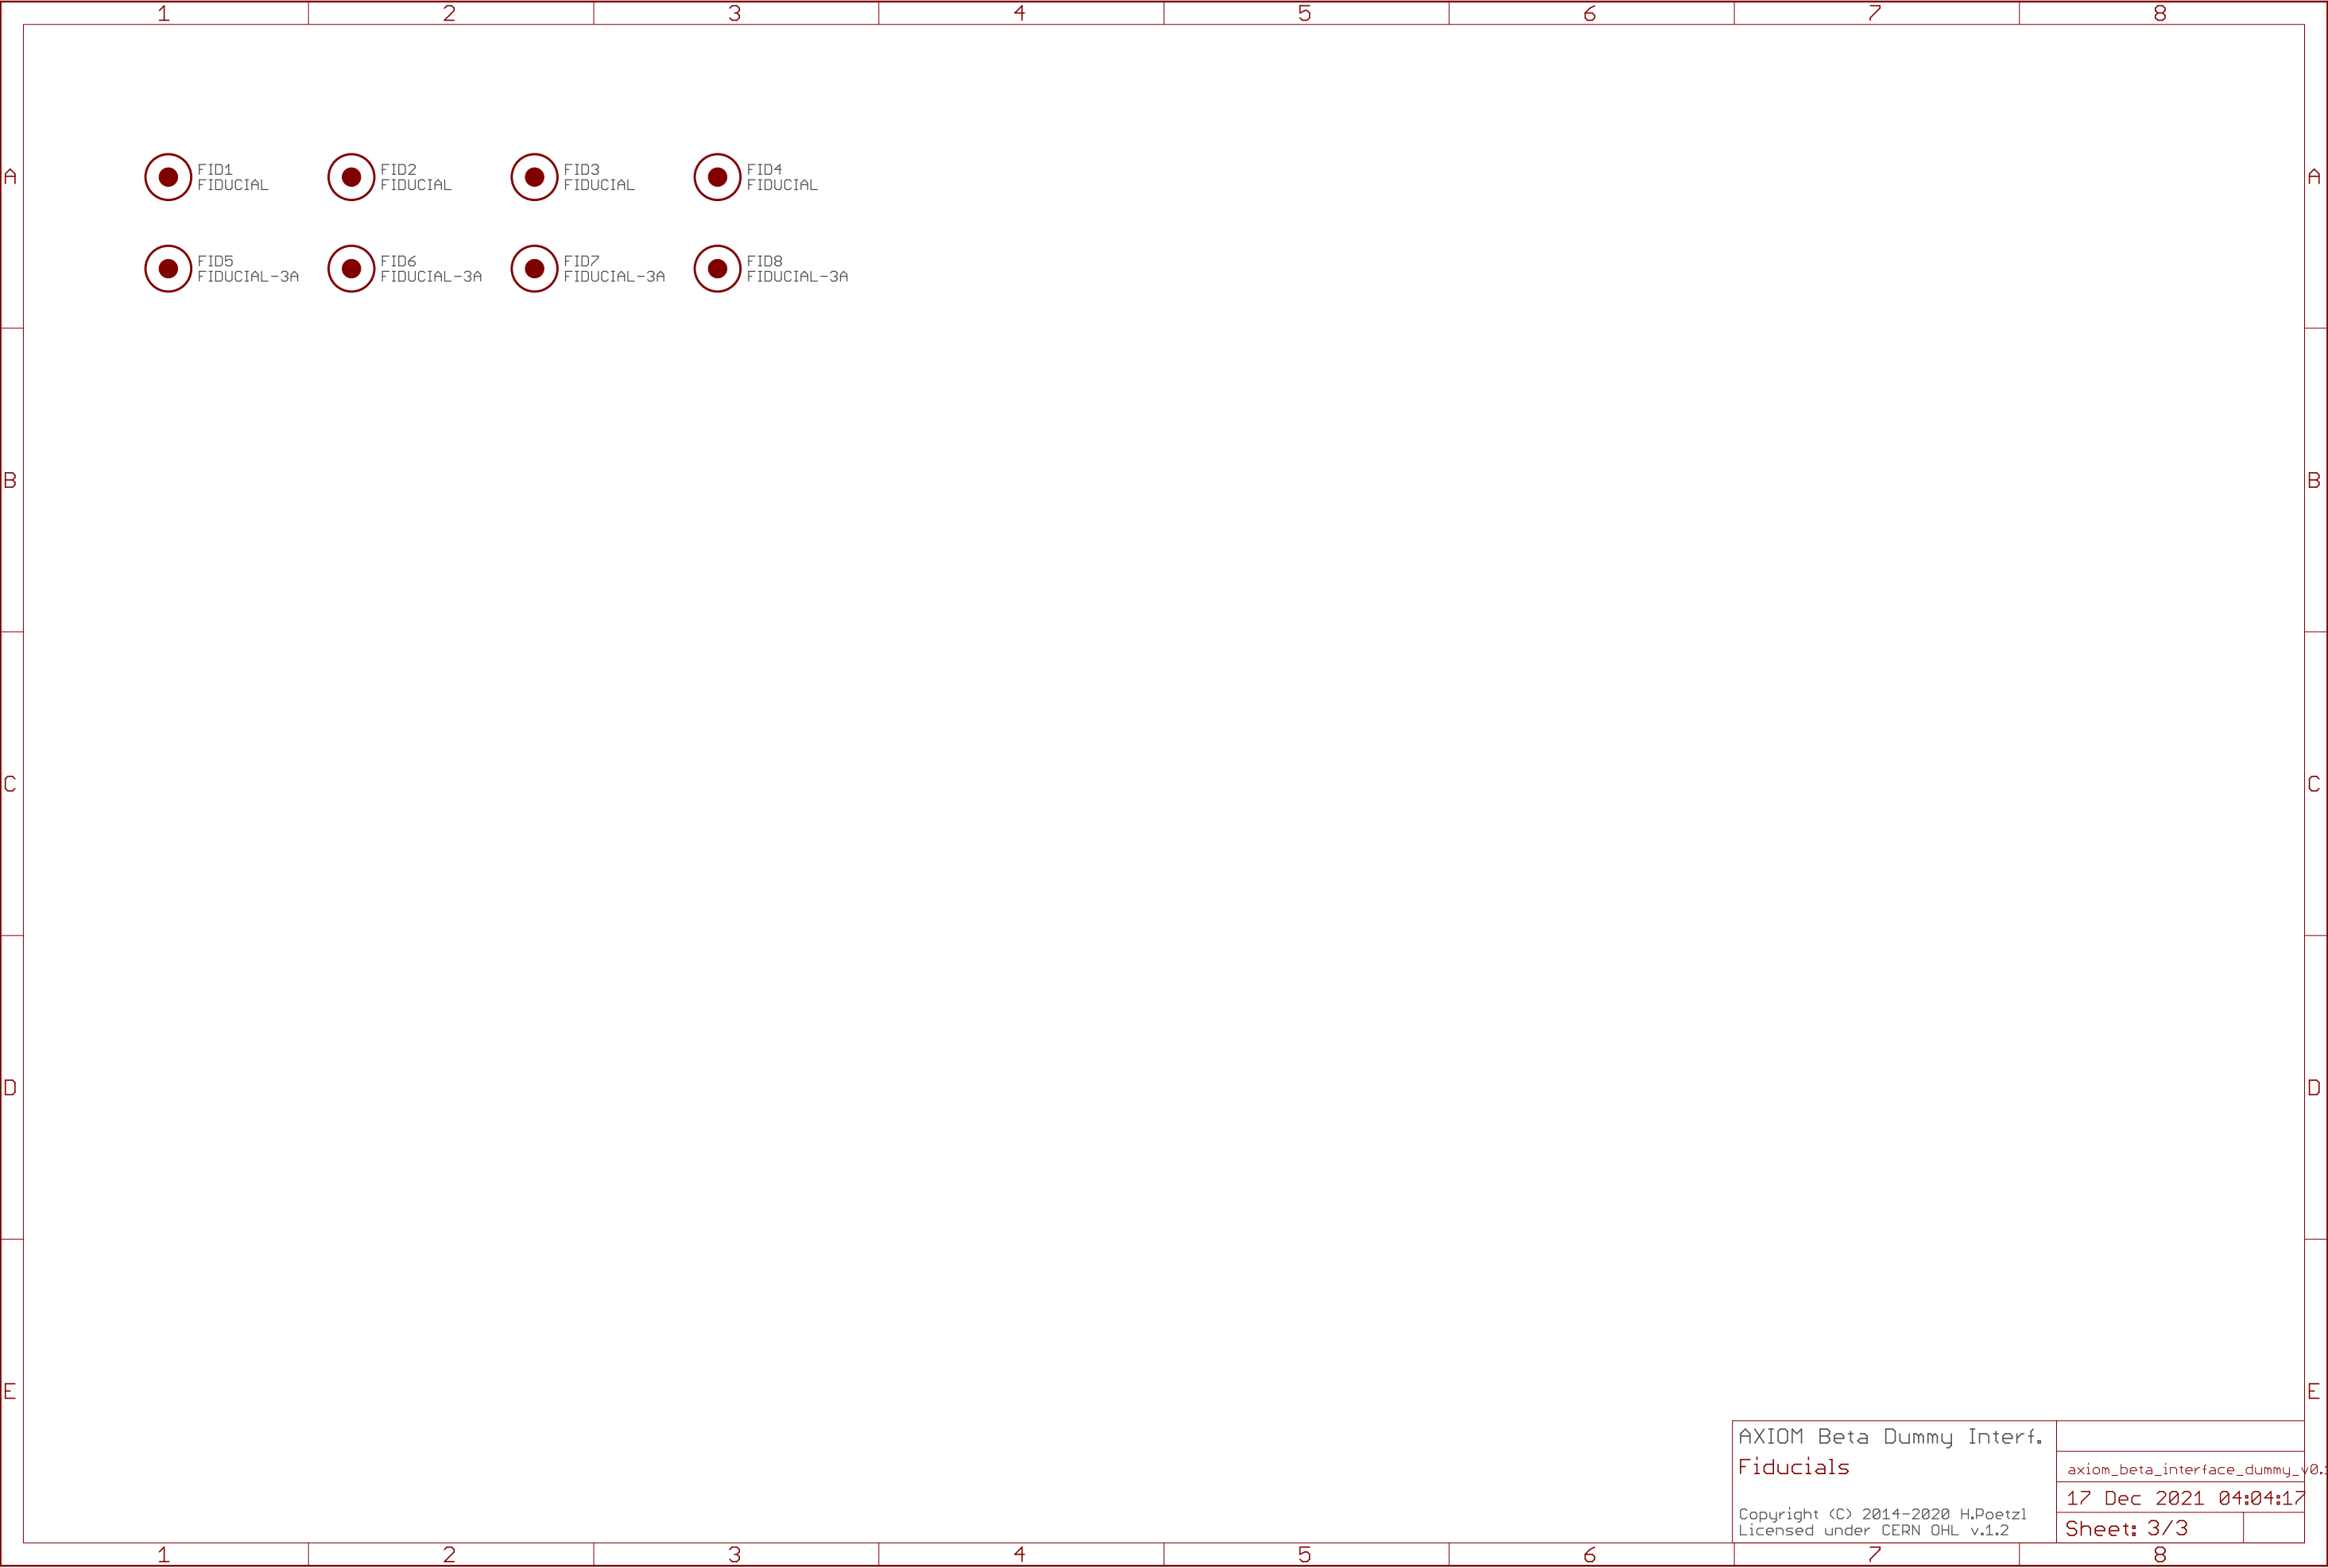 1 2 3 4 5 6 7 8
A A
FID1 FID2 FID3 FID4
FIDUCIAL FIDUCIAL FIDUCIAL FIDUCIAL
FID5 FID6 FID7 FID8
FIDUCIAL-3A FIDUCIAL-3A FIDUCIAL-3A FIDUCIAL-3A
B B
C C
D D
E E
AXIOM Beta Dummy Interf.
Fiducials
Copyright (C) 2014-2020 H.Poetzl
Licensed under CERN OHL v.1.2
axiom_beta_interface_dummy_v0.
17 Dec 2021 04:04:17
Sheet: 3/3
1 2 3 4 5 6 7 8